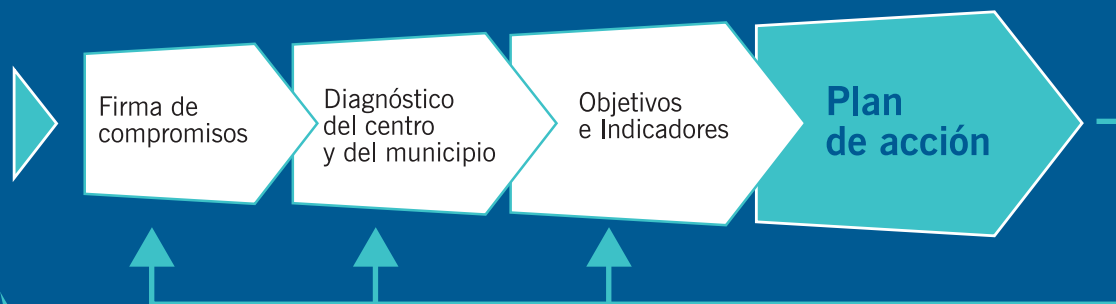 Firma de
compromisos
Diagnóstico
del centro
y del municipio
Objetivos
e Indicadores
Plan
de acción